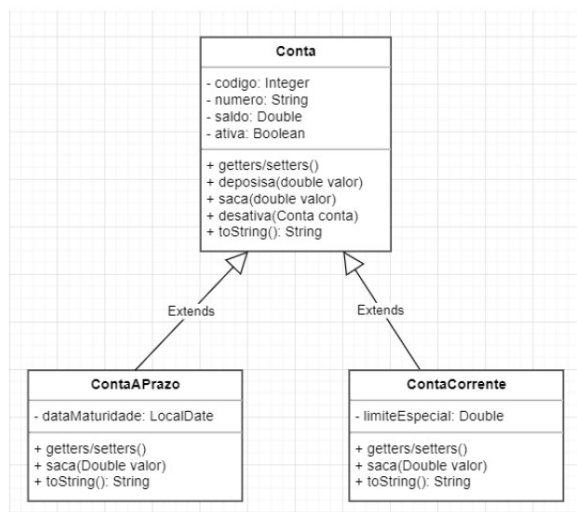 Conta
- codigo: Integer
- numero: String
- saldo: Double
- ativa: Boolean
+ getters/setters()
+ deposisa(double valor)
+ saca(double valor)
+ desativa(Conta conta)
+ toString(): String
Extends
Extends
ContaAPrazo
- dataMaturidade: LocalDate
+ getters/setters()
+ saca(Double valor)
+ toString(): String
ContaCorrente
- limiteEspecial: Double
+ getters/setters()
+ saca(Double valor)
+ toString(): String